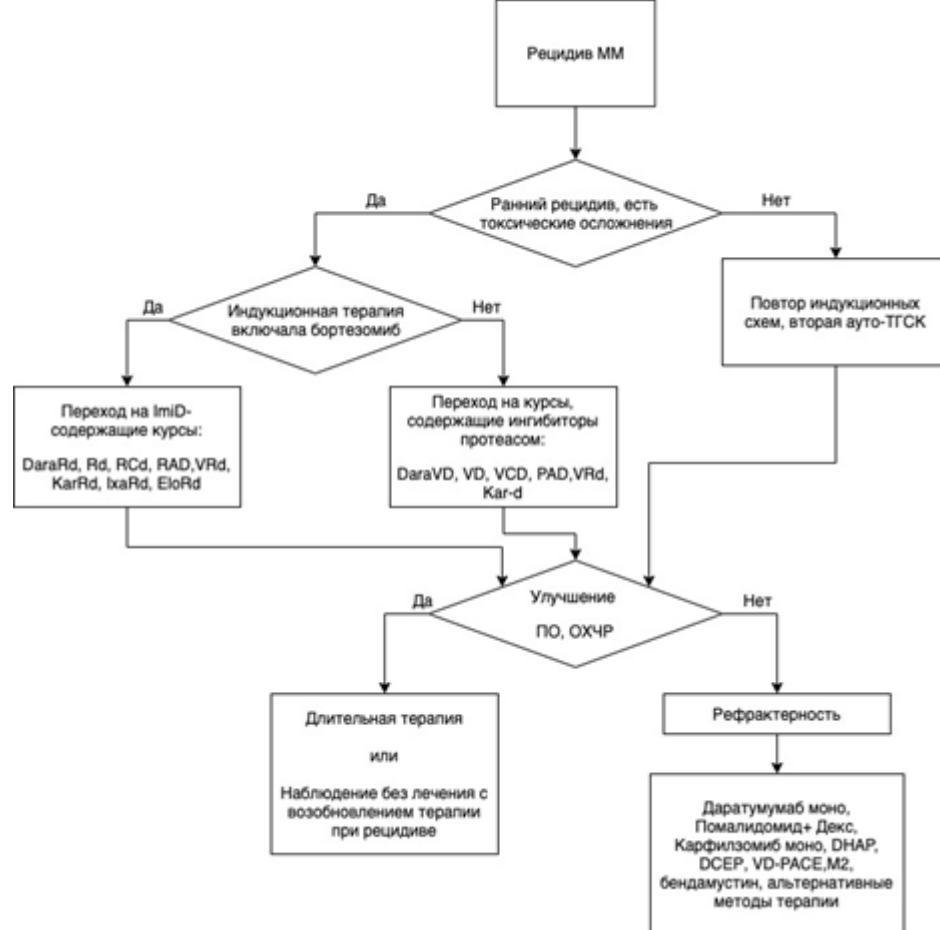 Рецидив ММ
Да
Ранний рецидив, есть
токсические осложнения
Нет
Да
Индукционная терапия
включала бортезомиб
Нет
Повтор индукционных
схем, вторая ауто-ТГСК
Переход на ImiD-
содержащие курсы:
DaraRd, Rd, RCd, RAD,VRd,
KarRd, IxaRd, EloRd
Переход на курсы,
содержащие ингибиторы
протеасом:
DaraVD, VD, VCD, PAD,VRd,
Kar-d
Да
Улучшение
ПО, ОХЧР
Нет
Длительная терапия
или
Наблюдение без лечения с
возобновлением терапии
при рецидиве
Рефрактерность
Даратумумаб моно,
Помалидомид+ Декс,
Карфилзомиб моно, DHAP,
DCEP, VD-PACE,M2,
бендамустин, альтернативные
методы терапии